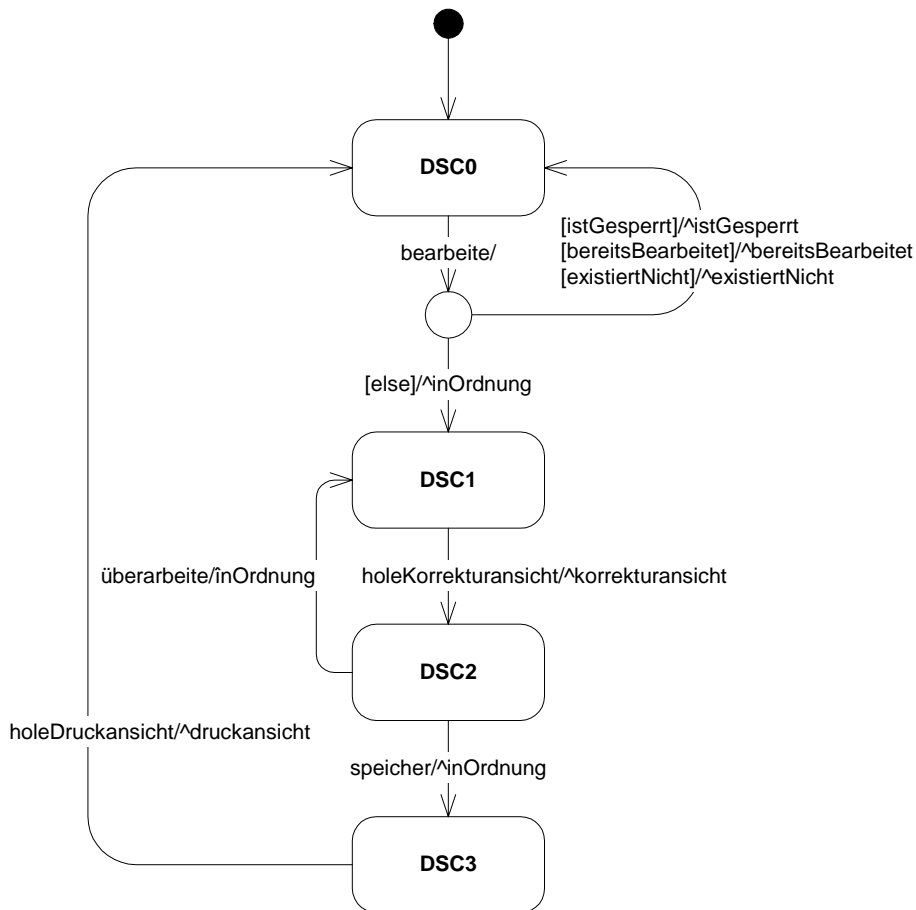 DSC0
[istGesperrt]/^istGesperrt
[bereitsBearbeitet]/^bereitsBearbeitet
[existiertNicht]/^existiertNicht
bearbeite/
[else]/^inOrdnung
DSC1
überarbeite/înOrdnung
holeKorrekturansicht/^korrekturansicht
DSC2
holeDruckansicht/^druckansicht
speicher/^inOrdnung
DSC3